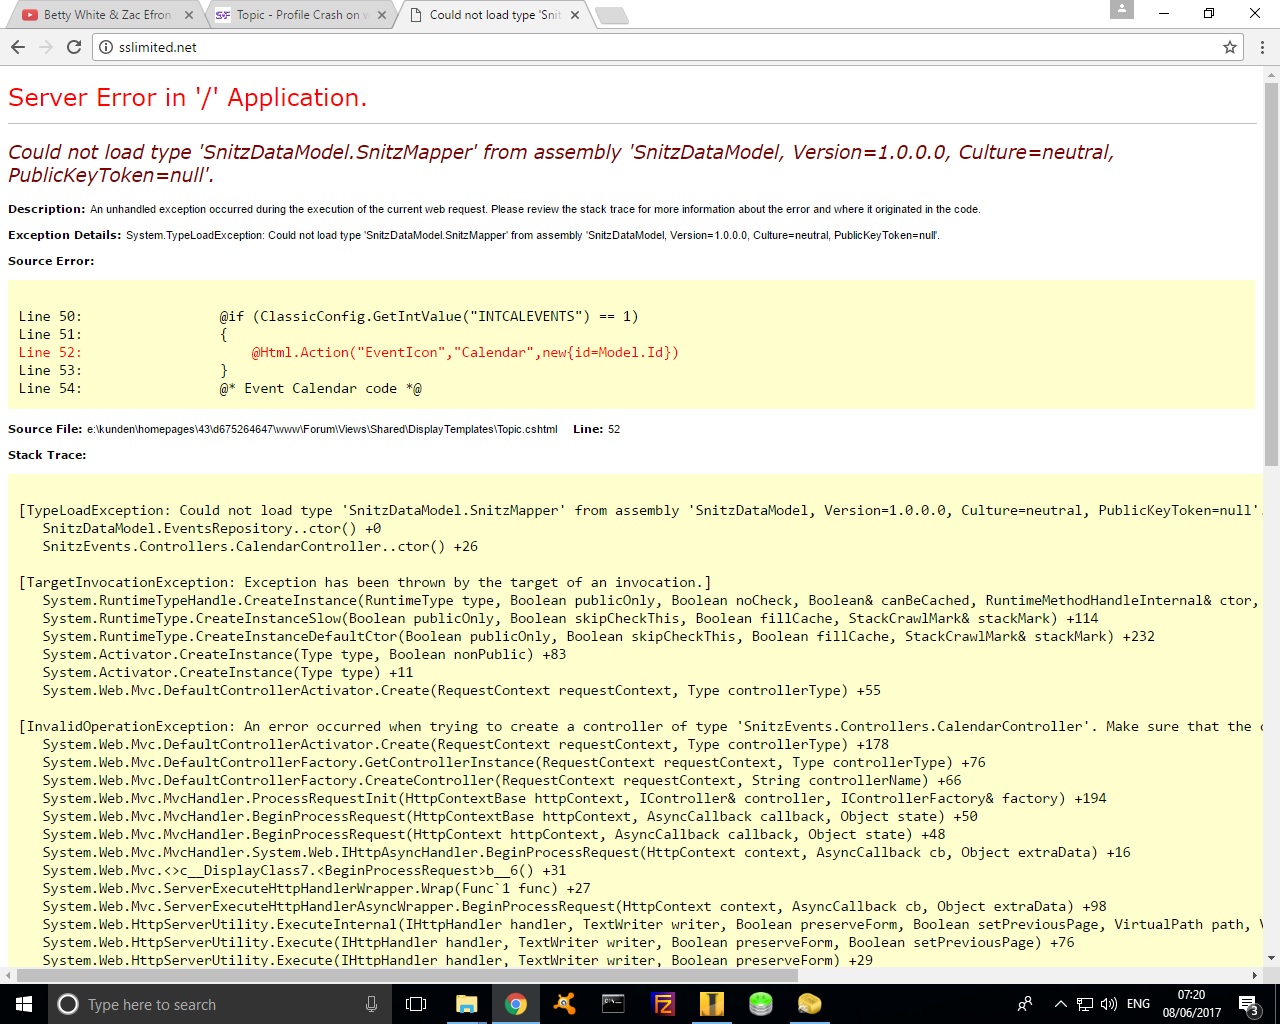 Betty White & Zac Efron
Topic - Profile Crash on
Could not load type 'Snit
sslimited.net
Server Error in '/' Application.
Could not load type 'SnitzDataModel.SnitzMapper' from assembly 'SnitzDataModel, Version=1.0.0.0, Culture=neutral,
PublicKeyToken=null'.
Description: An unhandled exception occurred during the execution of the current web request. Please review the stack trace for more information about the error and where it originated in the code.
Exception Details: System.TypeLoadException: Could not load type 'SnitzDataModel.SnitzMapper' from assembly 'SnitzDataModel, Version=1.0.0.0, Culture=neutral, PublicKeyToken=null'.
Source Error:
Line 50: @if (ClassicConfig.GetIntValue("INTCALEVENTS") == 1)
Line 51: {
Line 52: @Html.Action("EventIcon","Calendar",new{id=Model.Id})
Line 53: }
Line 54: @* Event Calendar code *@
Source File: e:\kunden\homepages\43\d675264647\www\Forum\Views\Shared\DisplayTemplates\Topic.cshtml Line: 52
Stack Trace:
[TypeLoadException: Could not load type 'SnitzDataModel.SnitzMapper' from assembly 'SnitzDataModel, Version=1.0.0.0, Culture=neutral, PublicKeyToken=null'.
SnitzDataModel.EventsRepository..ctor() +0
SnitzEvents.Controllers.CalendarController..ctor() +26
[TargetInvocationException: Exception has been thrown by the target of an invocation.]
System.RuntimeTypeHandle.CreateInstance(RuntimeType type, Boolean publicOnly, Boolean noCheck, Boolean& canBeCached, RuntimeMethodHandleInternal& ctor,
System.RuntimeType.CreateInstanceSlow(Boolean publicOnly, Boolean skipCheckThis, Boolean fillCache, StackCrawlMark& stackMark) +114
System.RuntimeType.CreateInstanceDefaultCtor(Boolean publicOnly, Boolean skipCheckThis, Boolean fillCache, StackCrawlMark& stackMark) +232
System.Activator.CreateInstance(Type type, Boolean nonPublic) +83
System.Activator.CreateInstance(Type type) +11
System.Web.Mvc.DefaultControllerActivator.Create(RequestContext requestContext, Type controllerType) +55
[InvalidOperationException: An error occurred when trying to create a controller of type 'SnitzEvents.Controllers.CalendarController'. Make sure that the
System.Web.Mvc.DefaultControllerActivator.Create(RequestContext requestContext, Type controllerType) +178
System.Web.Mvc.DefaultControllerFactory.GetControllerInstance(RequestContext requestContext, Type controllerType) +76
System.Web.Mvc.DefaultControllerFactory.CreateController(RequestContext requestContext, String controllerName) +66
System.Web.Mvc.MvcHandler.ProcessRequestInit(HttpContextBase httpContext, IController& controller, IControllerFactory& factory) +194
System.Web.Mvc.MvcHandler.BeginProcessRequest(HttpContextBase httpContext, AsyncCallback callback, Object state) +50
System.Web.Mvc.MvcHandler.BeginProcessRequest(HttpContext httpContext, AsyncCallback callback, Object state) +48
System.Web.Mvc.MvcHandler.System.Web.IHttpAsyncHandler.BeginProcessRequest(HttpContext context, AsyncCallback cb, Object extraData) +16
System.Web.Mvc.<>c__DisplayClass7.<BeginProcessRequest>b__6() +31
System.Web.Mvc.ServerExecuteHttpHandlerWrapper.Wrap(Func`1 func) +27
System.Web.Mvc.ServerExecuteHttpHandlerAsyncWrapper.BeginProcessRequest(HttpContext context, AsyncCallback cb, Object extraData) +98
System.Web.HttpServerUtility.ExecuteInternal(IHttpHandler handler, TextWriter writer, Boolean preserveForm, Boolean setPreviousPage, VirtualPath path,
System.Web.HttpServerUtility.Execute(IHttpHandler handler, TextWriter writer, Boolean preserveForm, Boolean setPreviousPage) +76
System.Web.HttpServerUtility.Execute(IHttpHandler handler, TextWriter writer, Boolean preserveForm) +29
Type here to search
ENG
07:20
08/06/2017
3